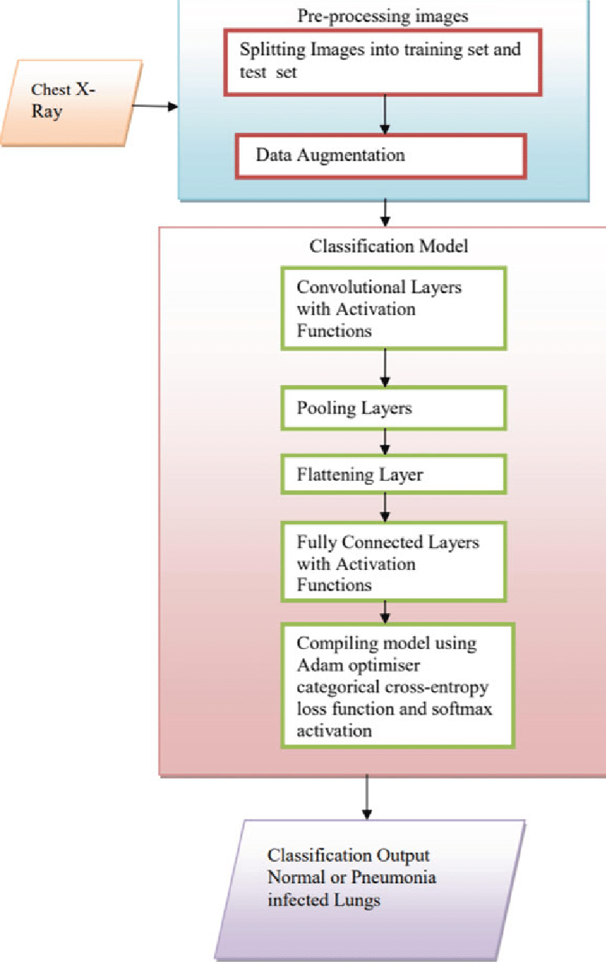 Pre-processing images
Splitting Images into training set and
test set
Chest X-
Ray
Data Augmentation
Classification Model
Convolutional Layers
with Activation
Functions
Pooling Layers
Flattening Layer
Fully Connected Layers
with Activation
Functions
Compiling model using
Adam optimiser
categorical cross-entropy
loss function and softmax
activation
Classification Output
Normal or Pneumonia
infected Lungs